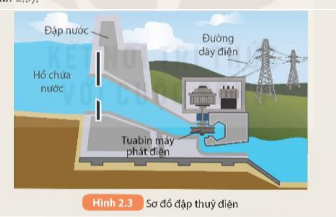 Đập nước
Đường
dây điện
Hồ chứa
nước
Tuabin máy
phát điện
Hình 2.3 Sơ đồ đập thuỷ điện